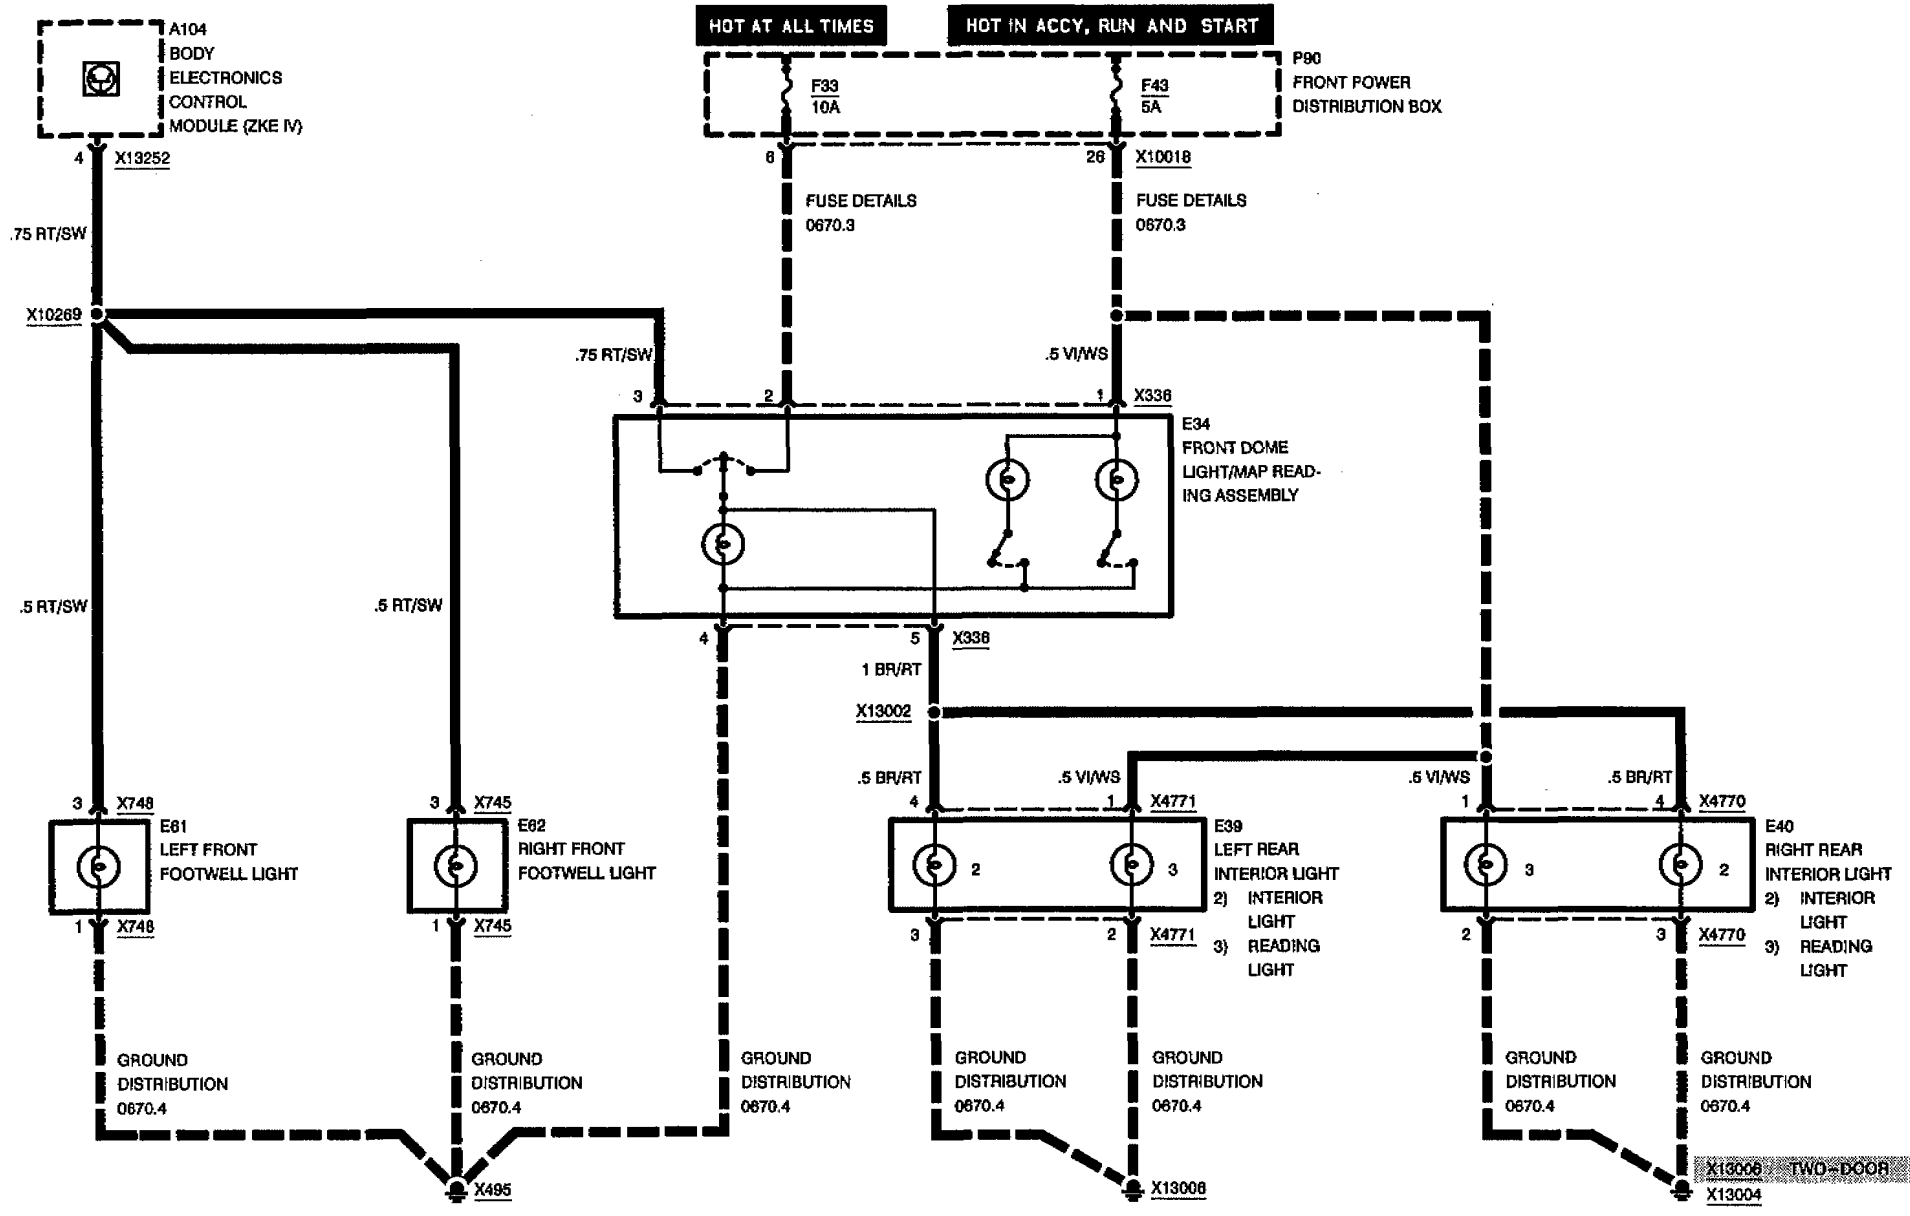 HOT AT ALL TIMES
HOT IN ACCY, RUN AND START
A104
BODY
ELECTRONICS
CONTROL
MODULE (ZKE IV)
F33
10A
F43
5A
P90
FRONT POWER
DISTRIBUTION BOX
4 X13252
6
26 X10018
FUSE DETAILS
0670.3
FUSE DETAILS
0670.3
.75 RT/SW
X10269
.75 RT/SW
.5 VI/WS
3
2
1 X336
E34
FRONT DOME
LIGHT/MAP READ-
ING ASSEMBLY
.5 RT/SW
.5 RT/SW
4
5 X336
1 BR/RT
X13002
.5 BR/RT
.5 VI/WS
.5 VI/WS
.5 BR/RT
3 X748
3 X745
4
1 X4771
1
4 X4770
E61
LEFT FRONT
FOOTWELL LIGHT
E62
RIGHT FRONT
FOOTWELL LIGHT
2
3
E39
LEFT REAR
INTERIOR LIGHT
2) INTERIOR
LIGHT
3) READING
LIGHT
3
2
E40
RIGHT REAR
INTERIOR LIGHT
2) INTERIOR
LIGHT
3) READING
LIGHT
1 X748
1 X745
3
2 X4771
2
3 X4770
GROUND
DISTRIBUTION
0670.4
GROUND
DISTRIBUTION
0670.4
GROUND
DISTRIBUTION
0670.4
GROUND
DISTRIBUTION
0670.4
GROUND
DISTRIBUTION
0670.4
GROUND
DISTRIBUTION
0670.4
GROUND
DISTRIBUTION
0670.4
X495
X13006
X13006 TWO-DOOR
X13004